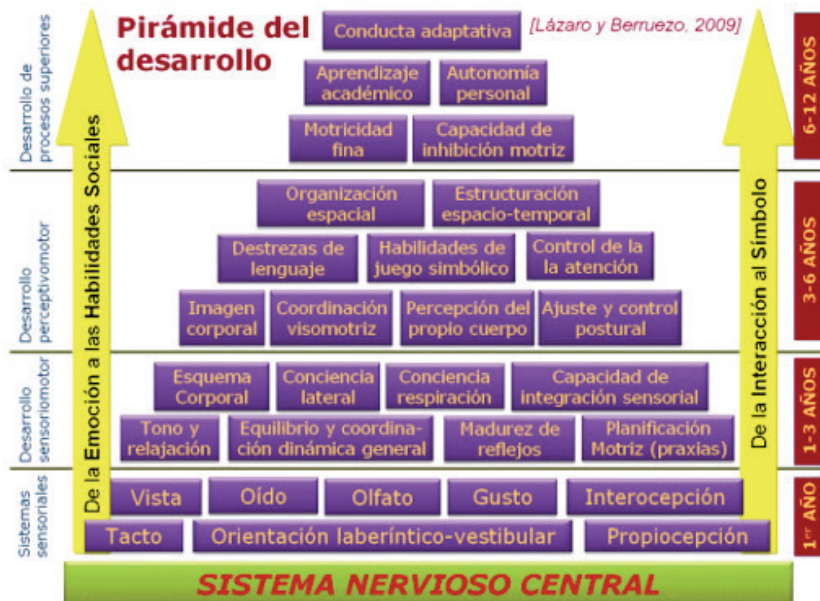 Pirámide del
desarrollo
[Lázaro y Berruezo, 2009]
Conducta adaptativa
Aprendizaje
académico
Autonomía
personal
Motricidad
fina
Capacidad de
inhibición motriz
Desarrollo de
procesos superiores
6-12 AÑOS
Organización
espacial
Estructuración
espacio-temporal
Destrezas de
lenguaje
Habilidades de
juego simbólico
Control de la
la atención
Imagen
corporal
Coordinación
visomotriz
Percepción del
propio cuerpo
Ajuste y control
postural
Desarrollo
perceptivomotor
3-6 AÑOS
Esquema
Corporal
Conciencia
lateral
Conciencia
respiración
Capacidad de
integración sensorial
Tono y
relajación
Equilibrio y coordina-
ción dinámica general
Madurez de
reflejos
Planificación
Motriz (praxias)
Desarrollo
sensoriomotor
1-3 AÑOS
Vista
Oído
Olfato
Gusto
Interocepción
Tacto
Orientación laberíntico-vestibular
Propiocepción
Sistemas
sensoriales
1er AÑO
De la Emoción a las Habilidades Sociales
De la Interacción al Símbolo
SISTEMA NERVIOSO CENTRAL